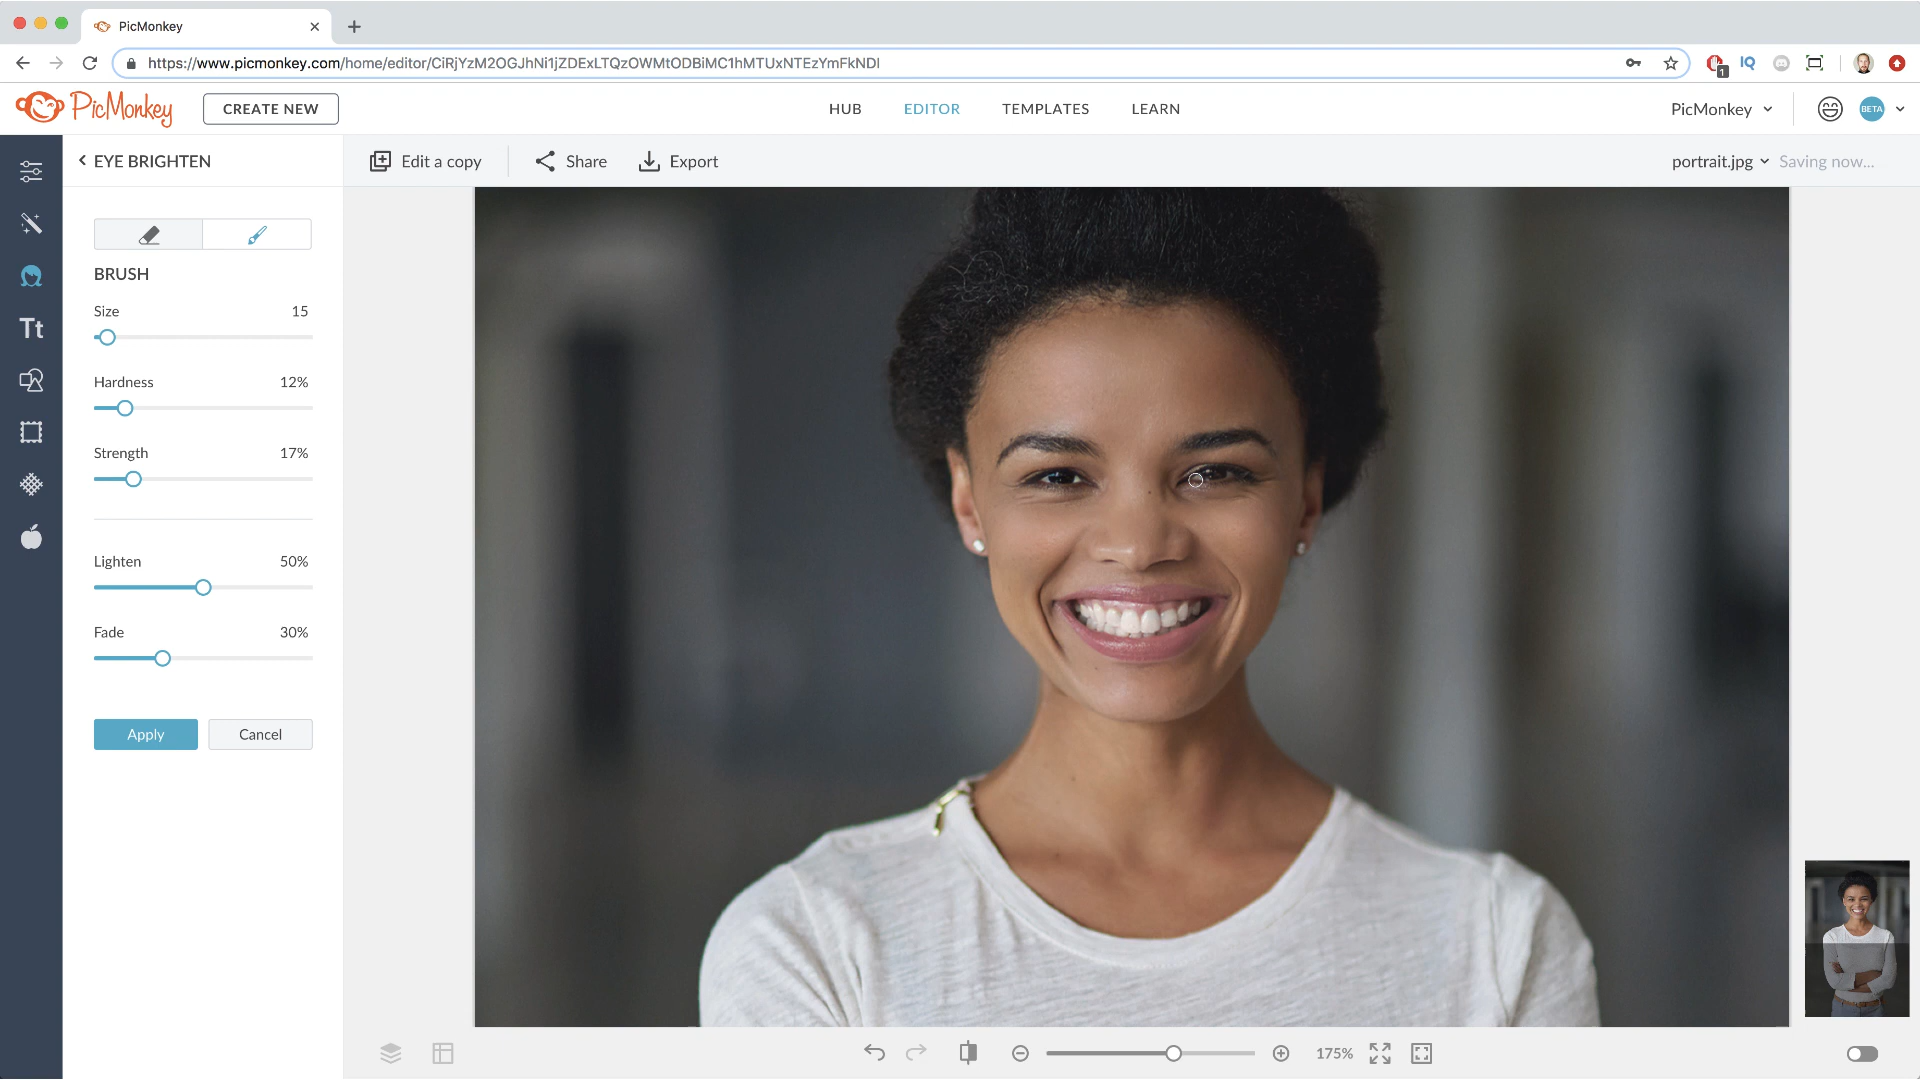 PicMonkey
https://www.picmonkey.com/home/editor/CiRjYzM2OGJhNi1jZDExLTQzOWMtODBiMC1hMTUxNTEzYmFkNDI
1
IQ
PicMonkey
CREATE NEW
HUB
EDITOR
TEMPLATES
LEARN
PicMonkey
BETA
EYE BRIGHTEN
Edit a copy
Share
Export
portrait.jpg
Saving now...
BRUSH
Size 15
Hardness 12%
Tt
Strength 17%
Lighten 50%
Fade 30%
Apply
Cancel
175%